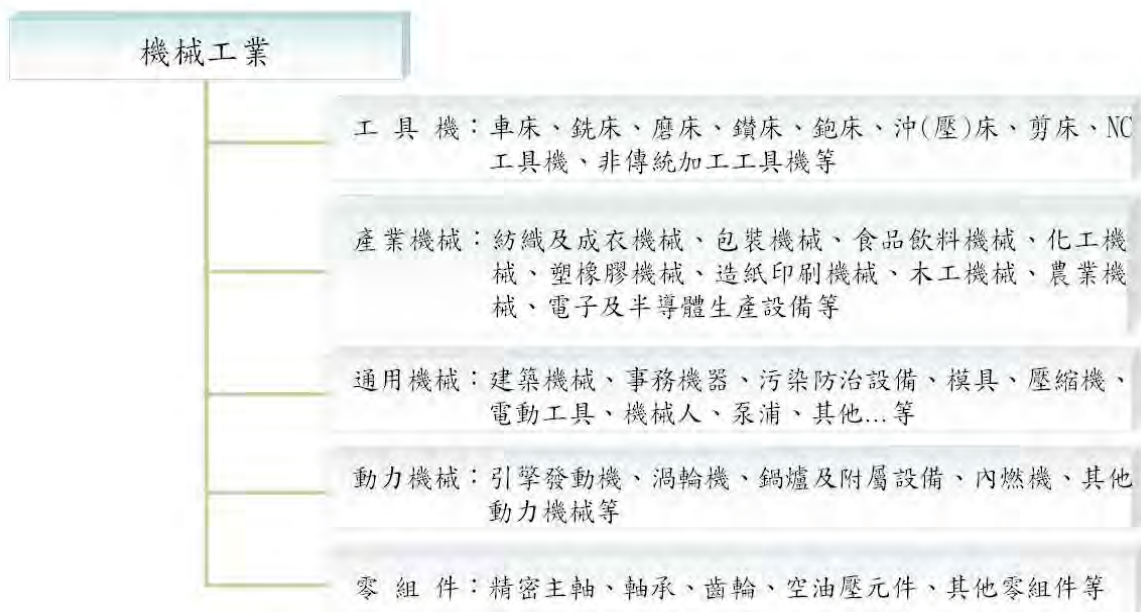 機械工業
工 具 機：車床、銑床、磨床、鑽床、鉋床、沖(壓)床、剪床、NC
工具機、非傳統加工工具機等
產業機械：紡織及成衣機械、包裝機械、食品飲料機械、化工機
械、塑橡膠機械、造紙印刷機械、木工機械、農業機
械、電子及半導體生產設備等
通用機械：建築機械、事務機器、污染防治設備、模具、壓縮機、
電動工具、機械人、泵浦、其他...等
動力機械：引擎發動機、渦輪機、鍋爐及附屬設備、內燃機、其他
動力機械等
零 組 件：精密主軸、軸承、齒輪、空油壓元件、其他零組件等